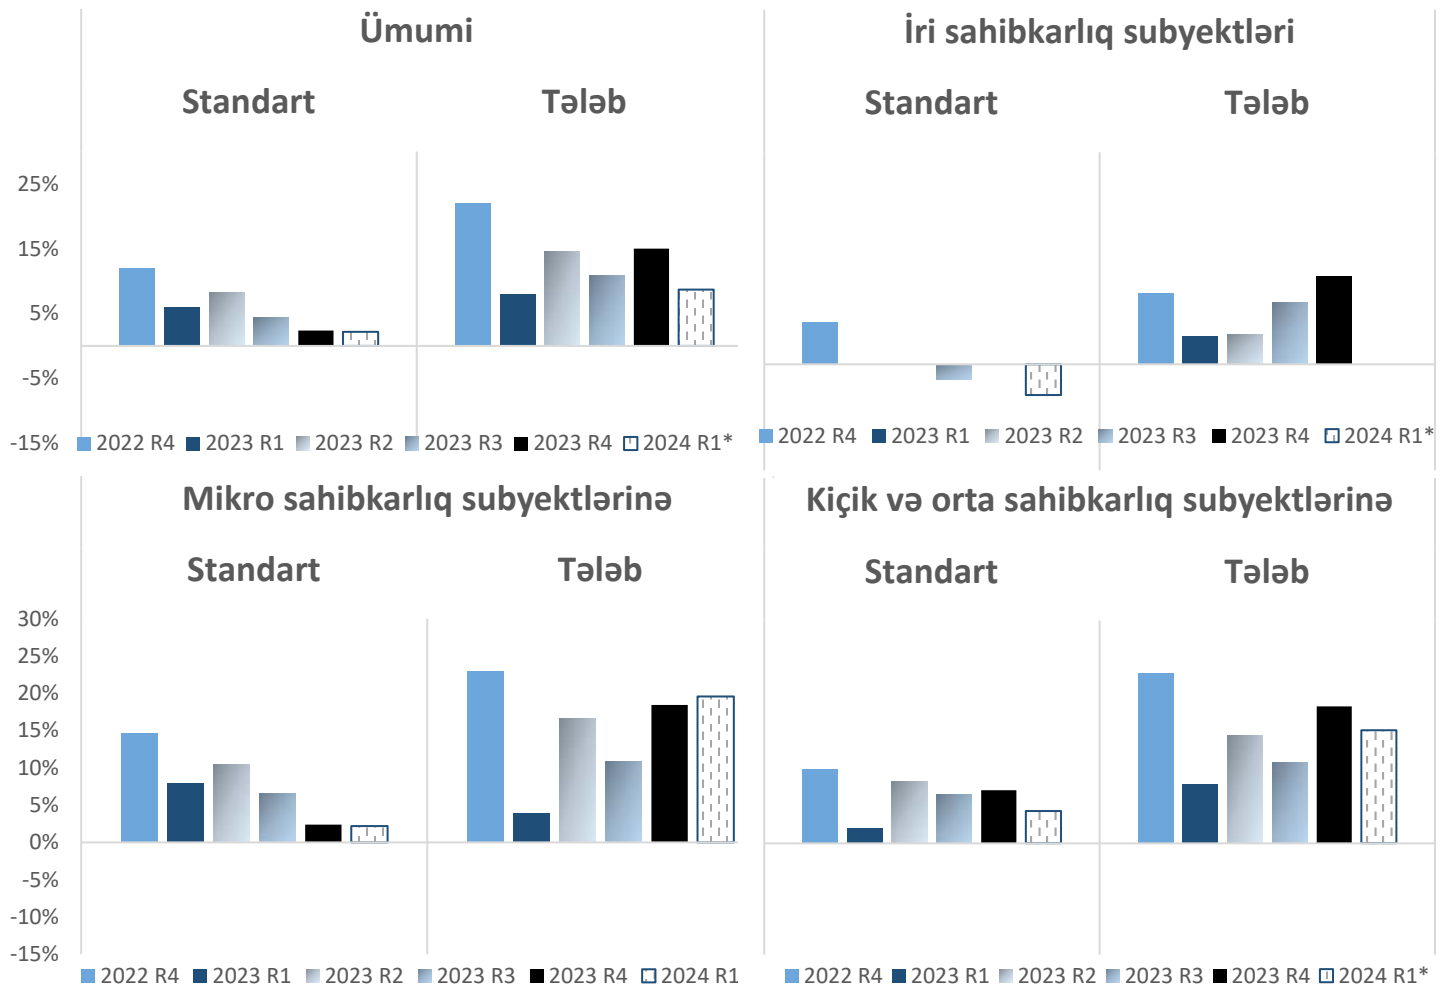 Ümumi
Standart Tələb
25%
15%
5%
-5%
-15%
2022 R4 2023 R1 2023 R2 2023 R3 2023 R4 2024 R1*
İri sahibkarlıq subyektləri
Standart Tələb
2022 R4 2023 R1 2023 R2 2023 R3 2023 R4 2024 R1*
Mikro sahibkarlıq subyektlərinə
Standart Tələb
30%
25%
20%
15%
10%
5%
0%
-5%
-10%
-15%
2022 R4 2023 R1 2023 R2 2023 R3 2023 R4 2024 R1
Kiçik və orta sahibkarlıq subyektlərinə
Standart Tələb
2022 R4 2023 R1 2023 R2 2023 R3 2023 R4 2024 R1*